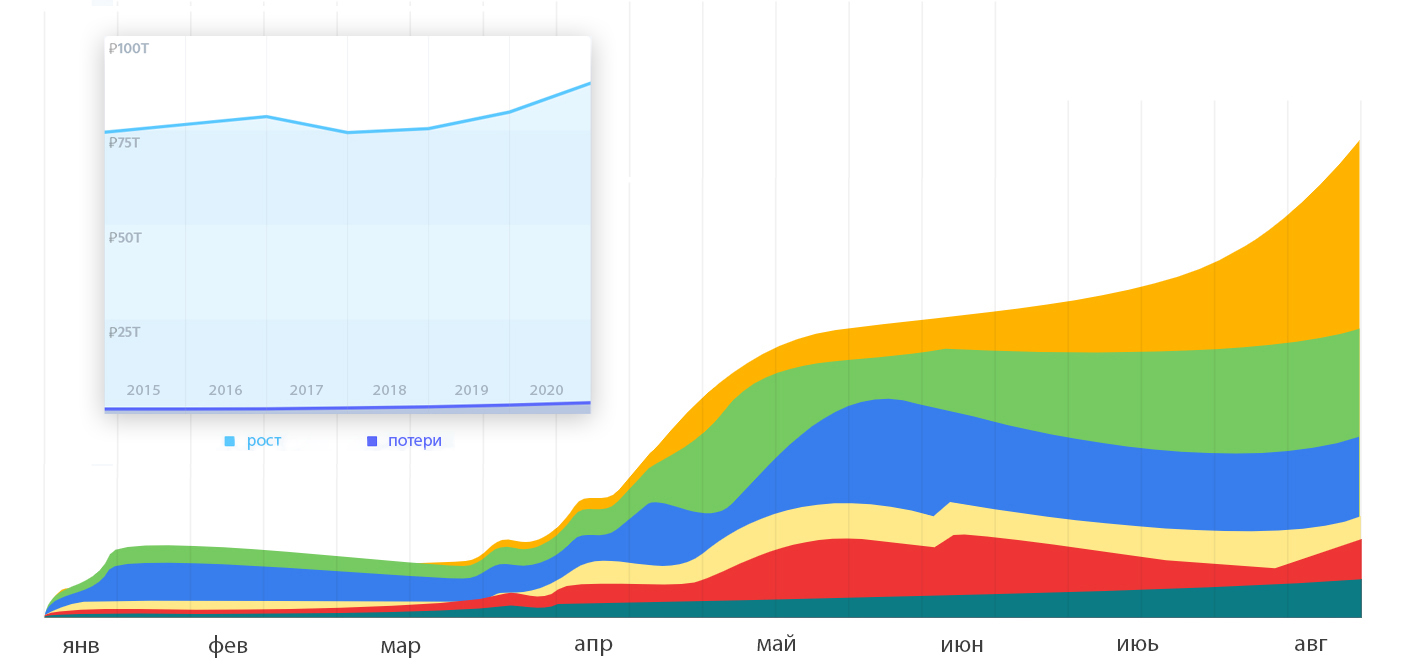 ₽100T
₽75T
₽50T
₽25T
2015 2016 2017 2018 2019 2020
рост потери
янв фев мар апр май июн июь авг